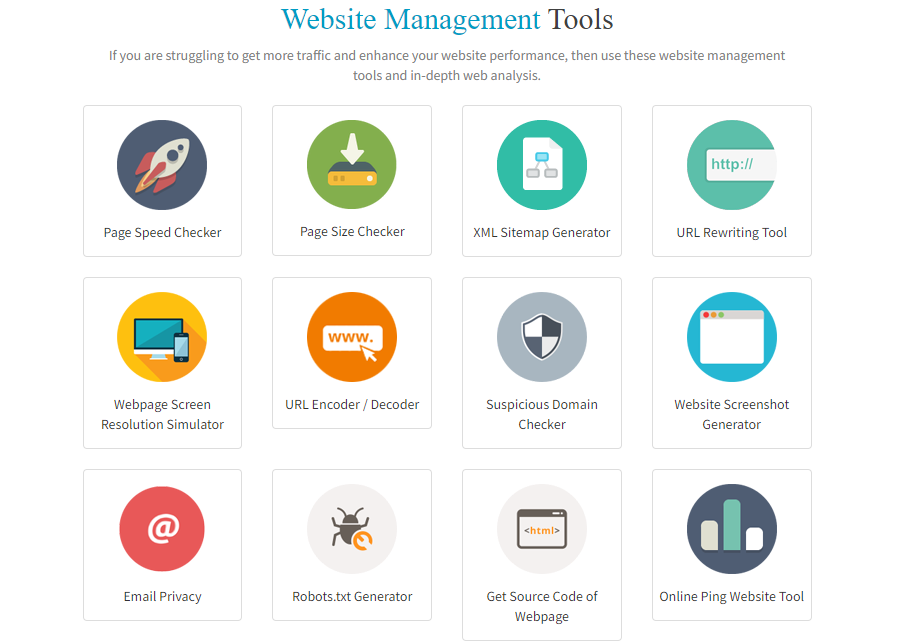 Website Management Tools
If you are struggling to get more traffic and enhance your website performance, then use these website management
tools and in-depth web analysis.
http://
Page Speed Checker
Page Size Checker
XML Sitemap Generator
URL Rewriting Tool
www.
Webpage Screen
Resolution Simulator
URL Encoder / Decoder
Suspicious Domain
Checker
Website Screenshot
Generator
@
<html>
Email Privacy
Robots.txt Generator
Get Source Code of
Webpage
Online Ping Website Tool